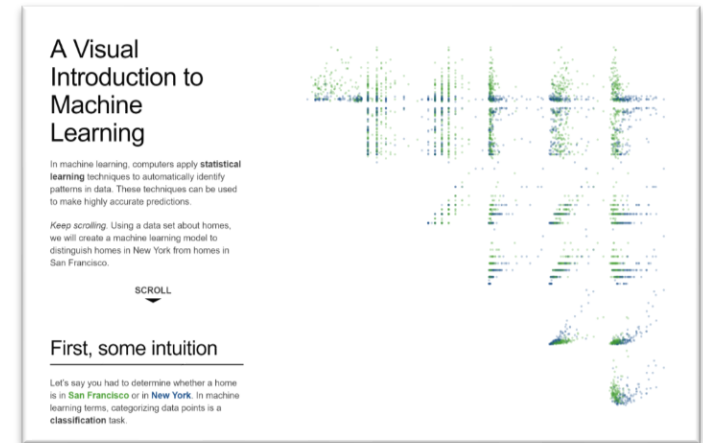 A Visual
Introduction to
Machine
Learning
In machine learning, computers apply statistical
learning techniques to automatically identify
patterns in data. These techniques can be used
to make highly accurate predictions.
Keep scrolling. Using a data set about homes,
we will create a machine learning model to
distinguish homes in New York from homes in
San Francisco.
SCROLL
First, some intuition
Let's say you had to determine whether a home
is in San Francisco or in New York. In machine
learning terms, categorizing data points is a
classification task.